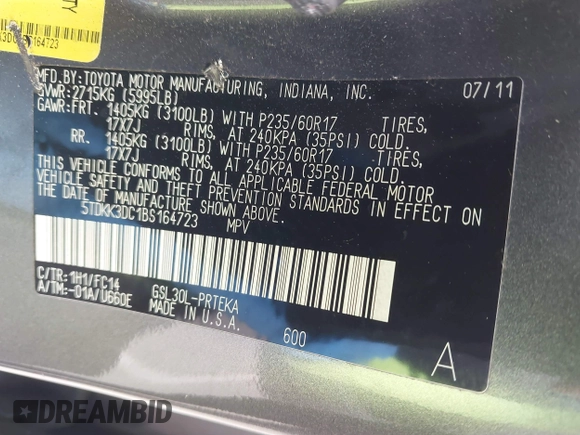 TY
164723
MFD.BY:TOYOTA MOTOR MANUFACTURING, INDIANA, INC. 07/11
GVWR:2715KG (5995LB)
GAWR:FRT. 1405KG (3100LB) WITH P235/60R17 TIRES,
17X7J RIMS, AT 240KPA (35PSI) COLD.
RR. 1405KG (3100LB) WITH P235/60R17 TIRES,
17X7J RIMS, AT 240KPA (35PSI) COLD.
THIS VEHICLE CONFORMS TO ALL APPLICABLE FEDERAL MOTOR
VEHICLE SAFETY AND THEFT PREVENTION STANDARDS IN EFFECT ON
THE DATE OF MANUFACTURE SHOWN ABOVE.
5TDKK3DC1BS164723 MPV
C/TR:1H1/FC14 GSL30L-PRTEKA
A/TM:-01A/U660E MADE IN U.S.A.
600
A
DREAMBID